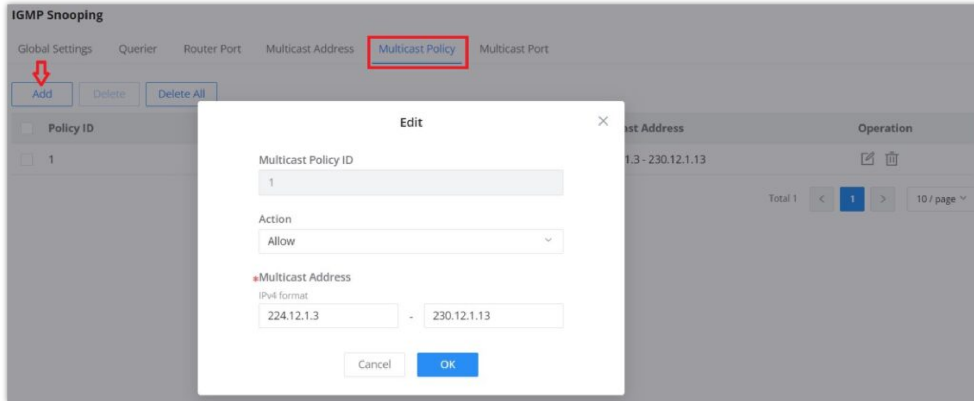 IGMP Snooping
Global Settings Querier Router Port Multicast Address Multicast Policy Multicast Port
Add Delete Delete All
Edit
Policy ID Address Operation
Multicast Policy ID
1 1.3 - 230.12.1.13
1
Total 1 < 1 > 10 / page
Action
Allow
*Multicast Address
IPv4 format
224.12.1.3 - 230.12.1.13
Cancel OK